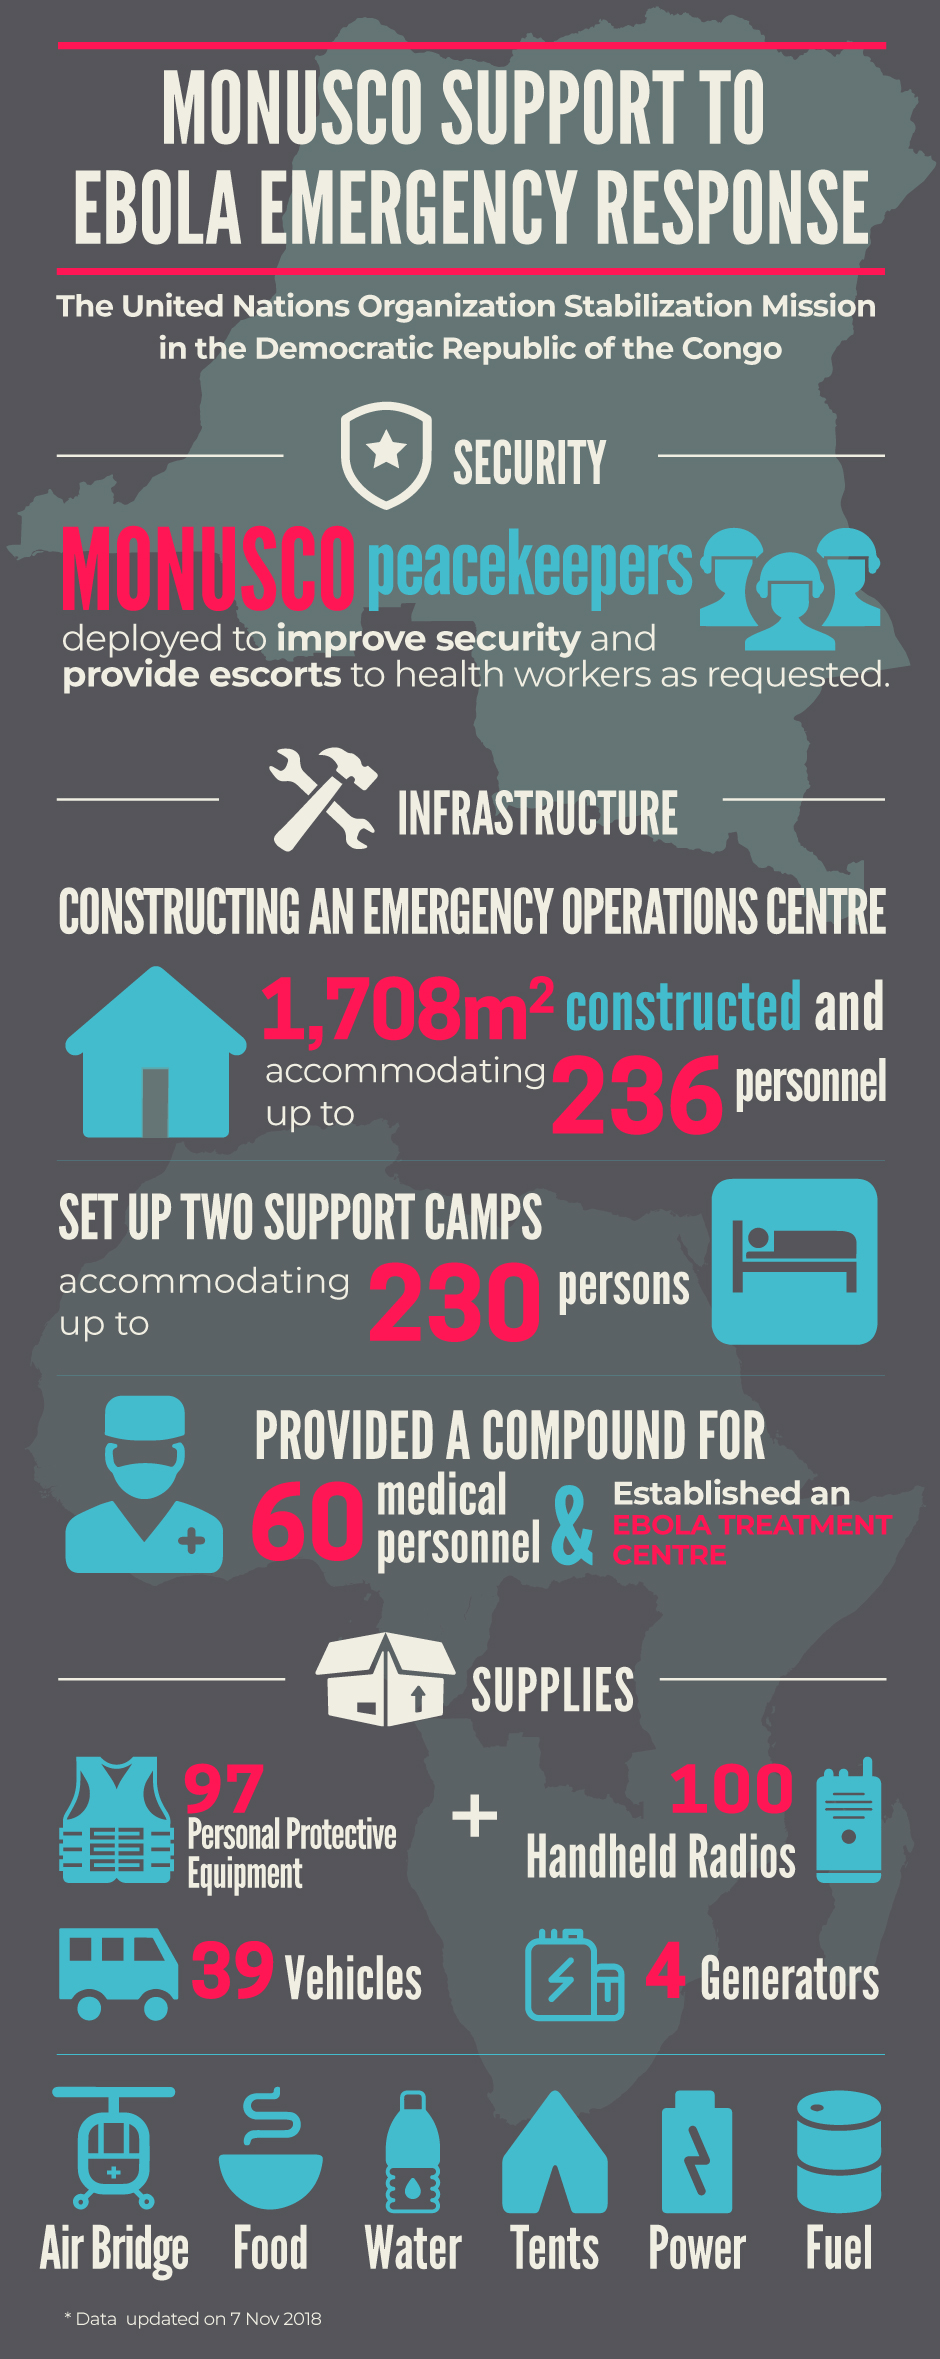 MONUSCO SUPPORT TO
EBOLA EMERGENCY RESPONSE
The United Nations Organization Stabilization Mission
in the Democratic Republic of the Congo
SECURITY
MONUSCO peacekeepers
deployed to improve security and
provide escorts to health workers as requested.
INFRASTRUCTURE
CONSTRUCTING AN EMERGENCY OPERATIONS CENTRE
1,708m² constructed and
accommodating
up to 236 personnel
SET UP TWO SUPPORT CAMPS
accommodating
up to 230 persons
PROVIDED A COMPOUND FOR
60 medical
personnel & Established an
EBOLA TREATMENT
CENTRE
SUPPLIES
97
Personal Protective
Equipment
+
100
Handheld Radios
39 Vehicles
4 Generators
Air Bridge Food Water Tents Power Fuel
* Data updated on 7 Nov 2018